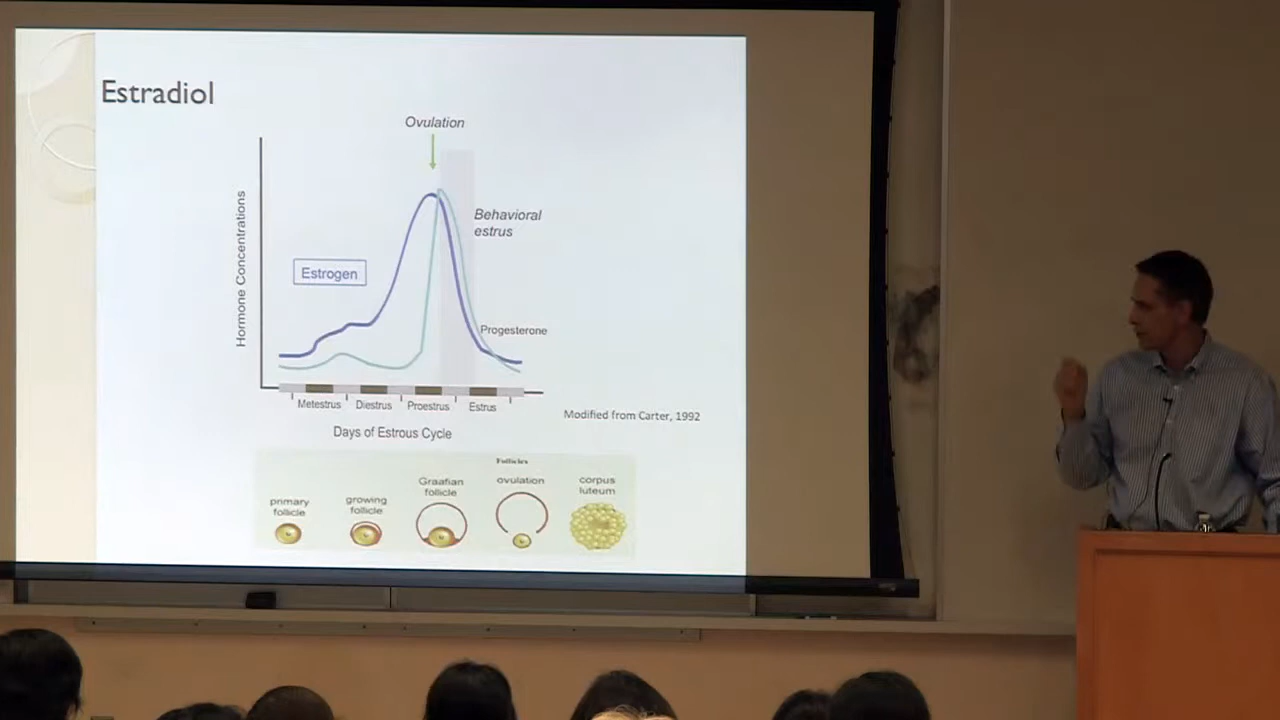 Estradiol
Ovulation
Behavioral
estrus
Hormone Concentrations
Estrogen
Progesterone
Metestrus
Diestrus
Proestrus
Estrus
Modified from Carter, 1992
Days of Estrous Cycle
Follicles
primary
follicle
growing
follicle
Graafian
follicle
ovulation
corpus
luteum